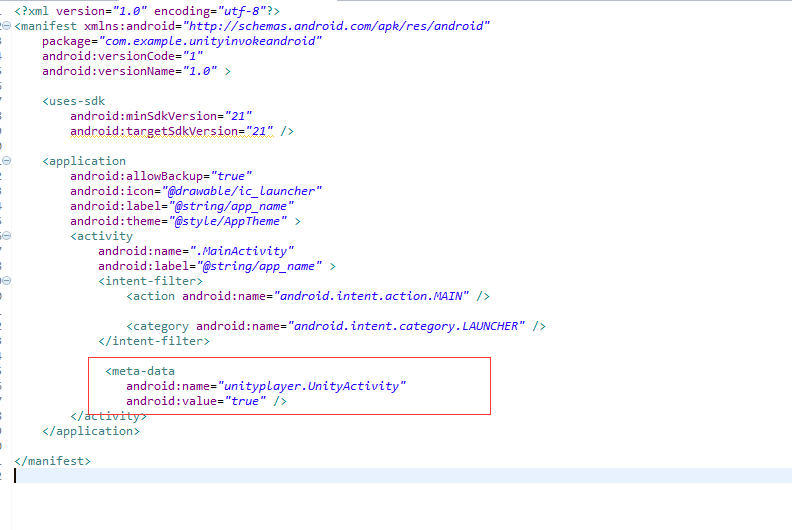 <?xml version="1.0" encoding="utf-8"?>
<manifest xmlns:android="http://schemas.android.com/apk/res/android"
    package="com.example.unityinvokeandroid"
    android:versionCode="1"
    android:versionName="1.0" >

    <uses-sdk
        android:minSdkVersion="21"
        android:targetSdkVersion="21" />

    <application
        android:allowBackup="true"
        android:icon="@drawable/ic_launcher"
        android:label="@string/app_name"
        android:theme="@style/AppTheme" >
        <activity
            android:name=".MainActivity"
            android:label="@string/app_name" >
            <intent-filter>
                <action android:name="android.intent.action.MAIN" />

                <category android:name="android.intent.category.LAUNCHER" />
            </intent-filter>

             <meta-data
                android:name="unityplayer.UnityActivity"
                android:value="true" />
        </activity>
    </application>

</manifest>